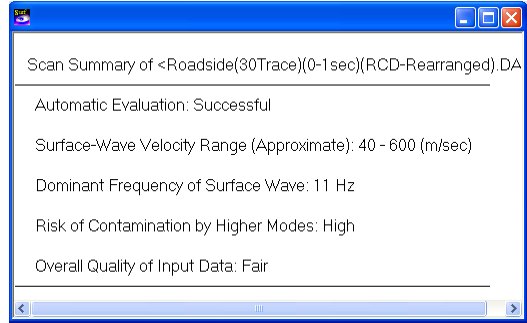 Scan Summary of <Roadside(30Trace)(0-1sec)(RCD-Rearranged).DA
Automatic Evaluation: Successful
Surface-Wave Velocity Range (Approximate): 40 - 600 (m/sec)
Dominant Frequency of Surface Wave: 11 Hz
Risk of Contamination by Higher Modes: High
Overall Quality of Input Data: Fair